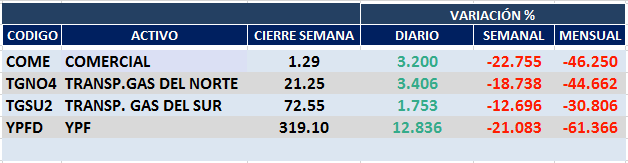 VARIACIÓN %
CODIGO ACTIVO CIERRE SEMANA DIARIO SEMANAL MENSUAL
COME COMERCIAL 1.29 3.200 -22.755 -46.250
TGNO4 TRANSP.GAS DEL NORTE 21.25 3.406 -18.738 -44.662
TGSU2 TRANSP. GAS DEL SUR 72.55 1.753 -12.696 -30.806
YPFD YPF 319.10 12.836 -21.083 -61.366